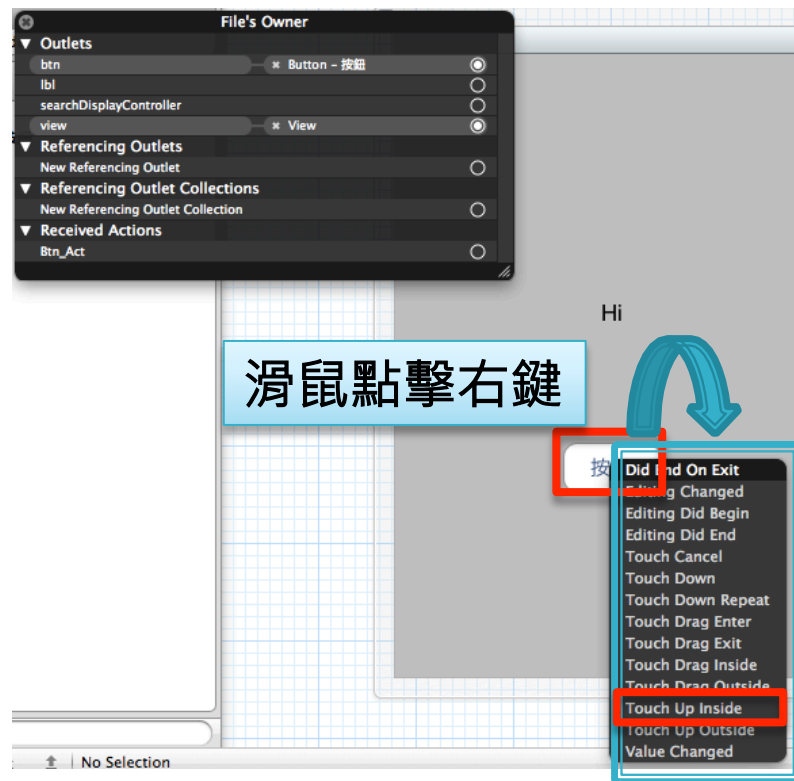 File's Owner
Outlets
btn
Button – 按鈕
lbl
searchDisplayController
view
View
Referencing Outlets
New Referencing Outlet
Referencing Outlet Collections
New Referencing Outlet Collection
Received Actions
Btn_Act
Hi
滑鼠點擊右鍵
按
Did End On Exit
Editing Changed
Editing Did Begin
Editing Did End
Touch Cancel
Touch Down
Touch Down Repeat
Touch Drag Enter
Touch Drag Exit
Touch Drag Inside
Touch Drag Outside
Touch Up Inside
Touch Up Outside
Value Changed
No Selection